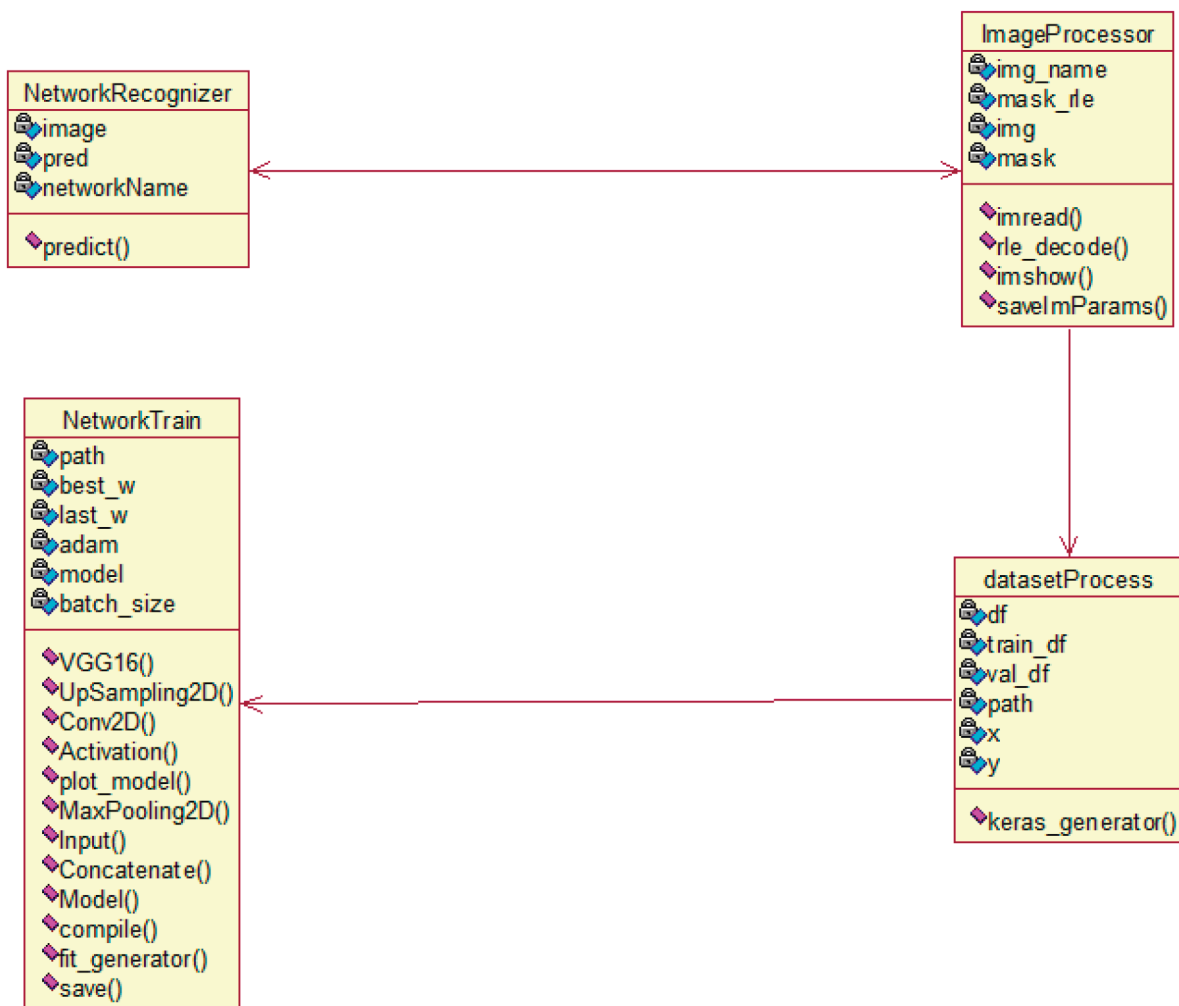 NetworkRecognizer
image
pred
networkName
predict()
ImageProcessor
img_name
mask_rle
img
mask
imread()
rle_decode()
imshow()
saveImParams()
NetworkTrain
path
best_w
last_w
adam
model
batch_size
VGG16()
UpSampling2D()
Conv2D()
Activation()
plot_model()
MaxPooling2D()
Input()
Concatenate()
Model()
compile()
fit_generator()
save()
datasetProcess
df
train_df
val_df
path
x
y
keras_generator()